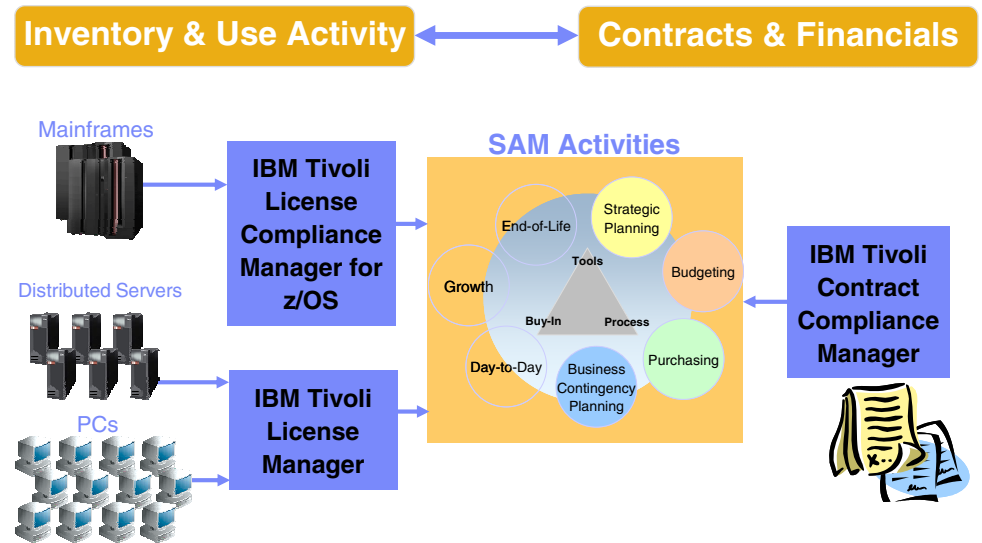 Inventory & Use Activity
Contracts & Financials
Mainframes
IBM Tivoli
License
Compliance
Manager for
z/OS
Distributed Servers
IBM Tivoli
License
Manager
PCs
SAM Activities
End-of-Life
Strategic
Planning
Growth
Tools
Budgeting
Buy-In
Process
Day-to-Day
Business
Contingency
Planning
Purchasing
IBM Tivoli
Contract
Compliance
Manager
x...